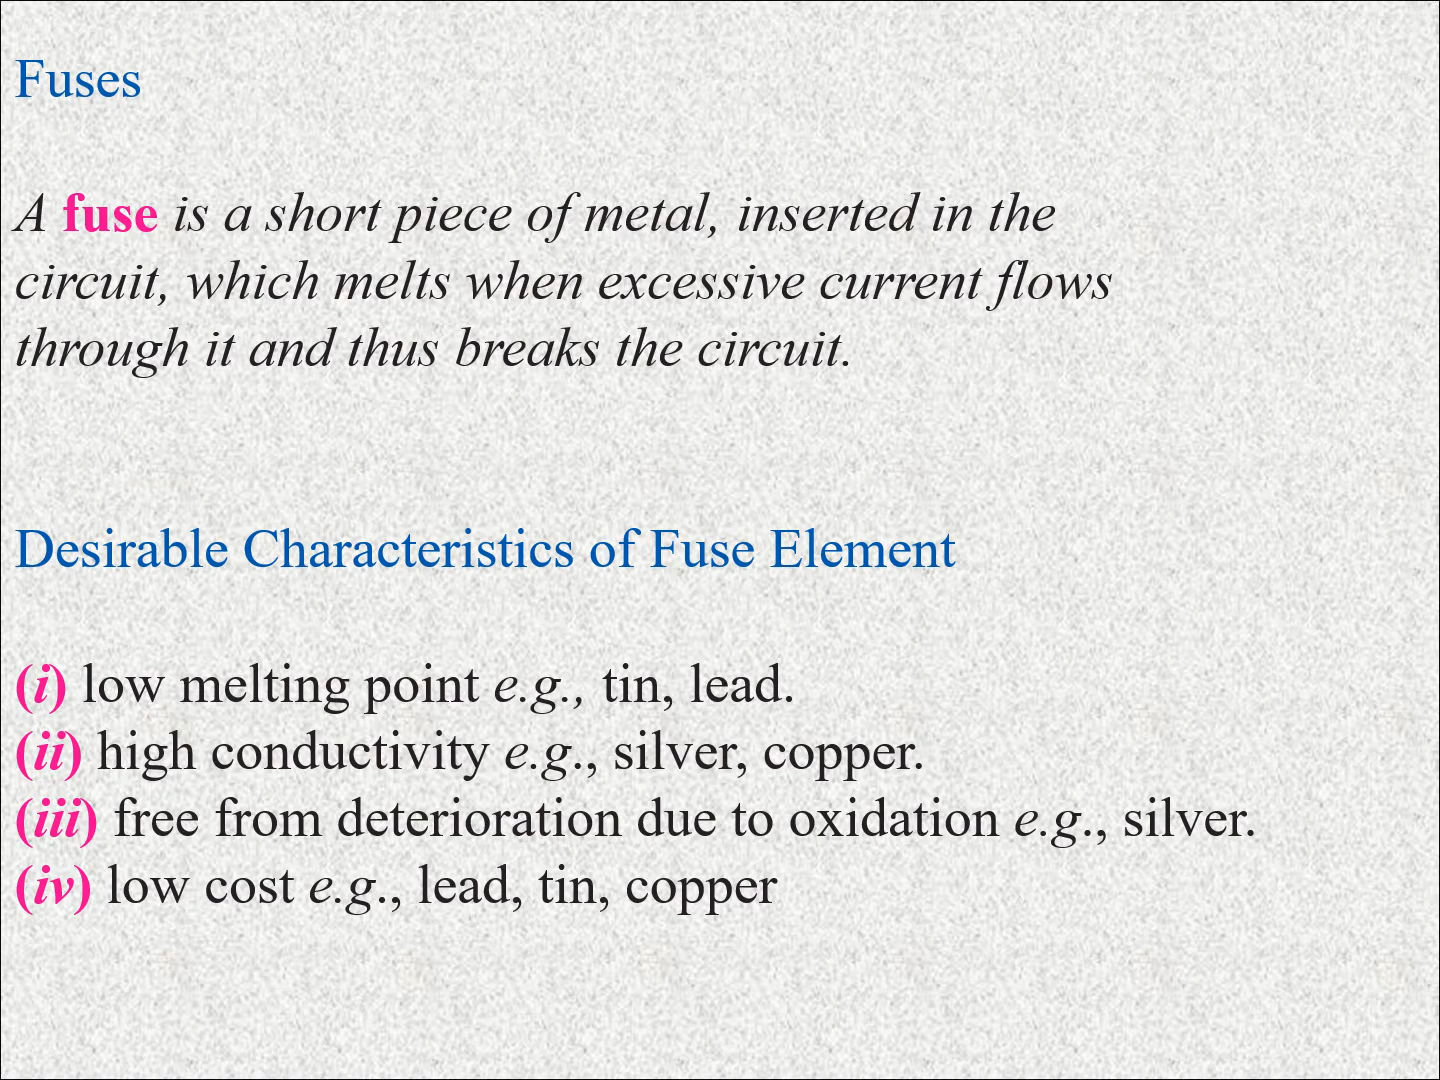 Fuses
A fuse is a short piece of metal, inserted in the
circuit, which melts when excessive current flows
through it and thus breaks the circuit.
Desirable Characteristics of Fuse Element
(i) low melting point e.g., tin, lead.
(ii) high conductivity e.g., silver, copper.
(iii) free from deterioration due to oxidation e.g., silver.
(iv) low cost e.g., lead, tin, copper